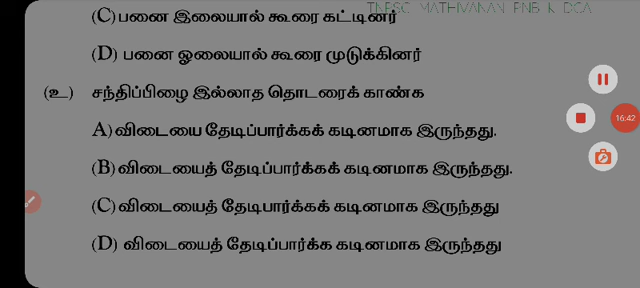 TNPSC MATHIVANAN PNB K DCA
(C) பனை இலையால் கூரை கட்டினர்
(D) பனை ஓலையால் கூரை முடுக்கினர்
(உ) சந்திப்பிழை இல்லாத தொடரைக் காண்க
A) விடையை தேடிப்பார்க்கக் கடினமாக இருந்தது.
(B) விடையைத் தேடிப்பார்க்கக் கடினமாக இருந்தது.
(C) விடையைத் தேடிபார்க்கக் கடினமாக இருந்தது
(D) விடையைத் தேடிப்பார்க்க கடினமாக இருந்தது
16:42